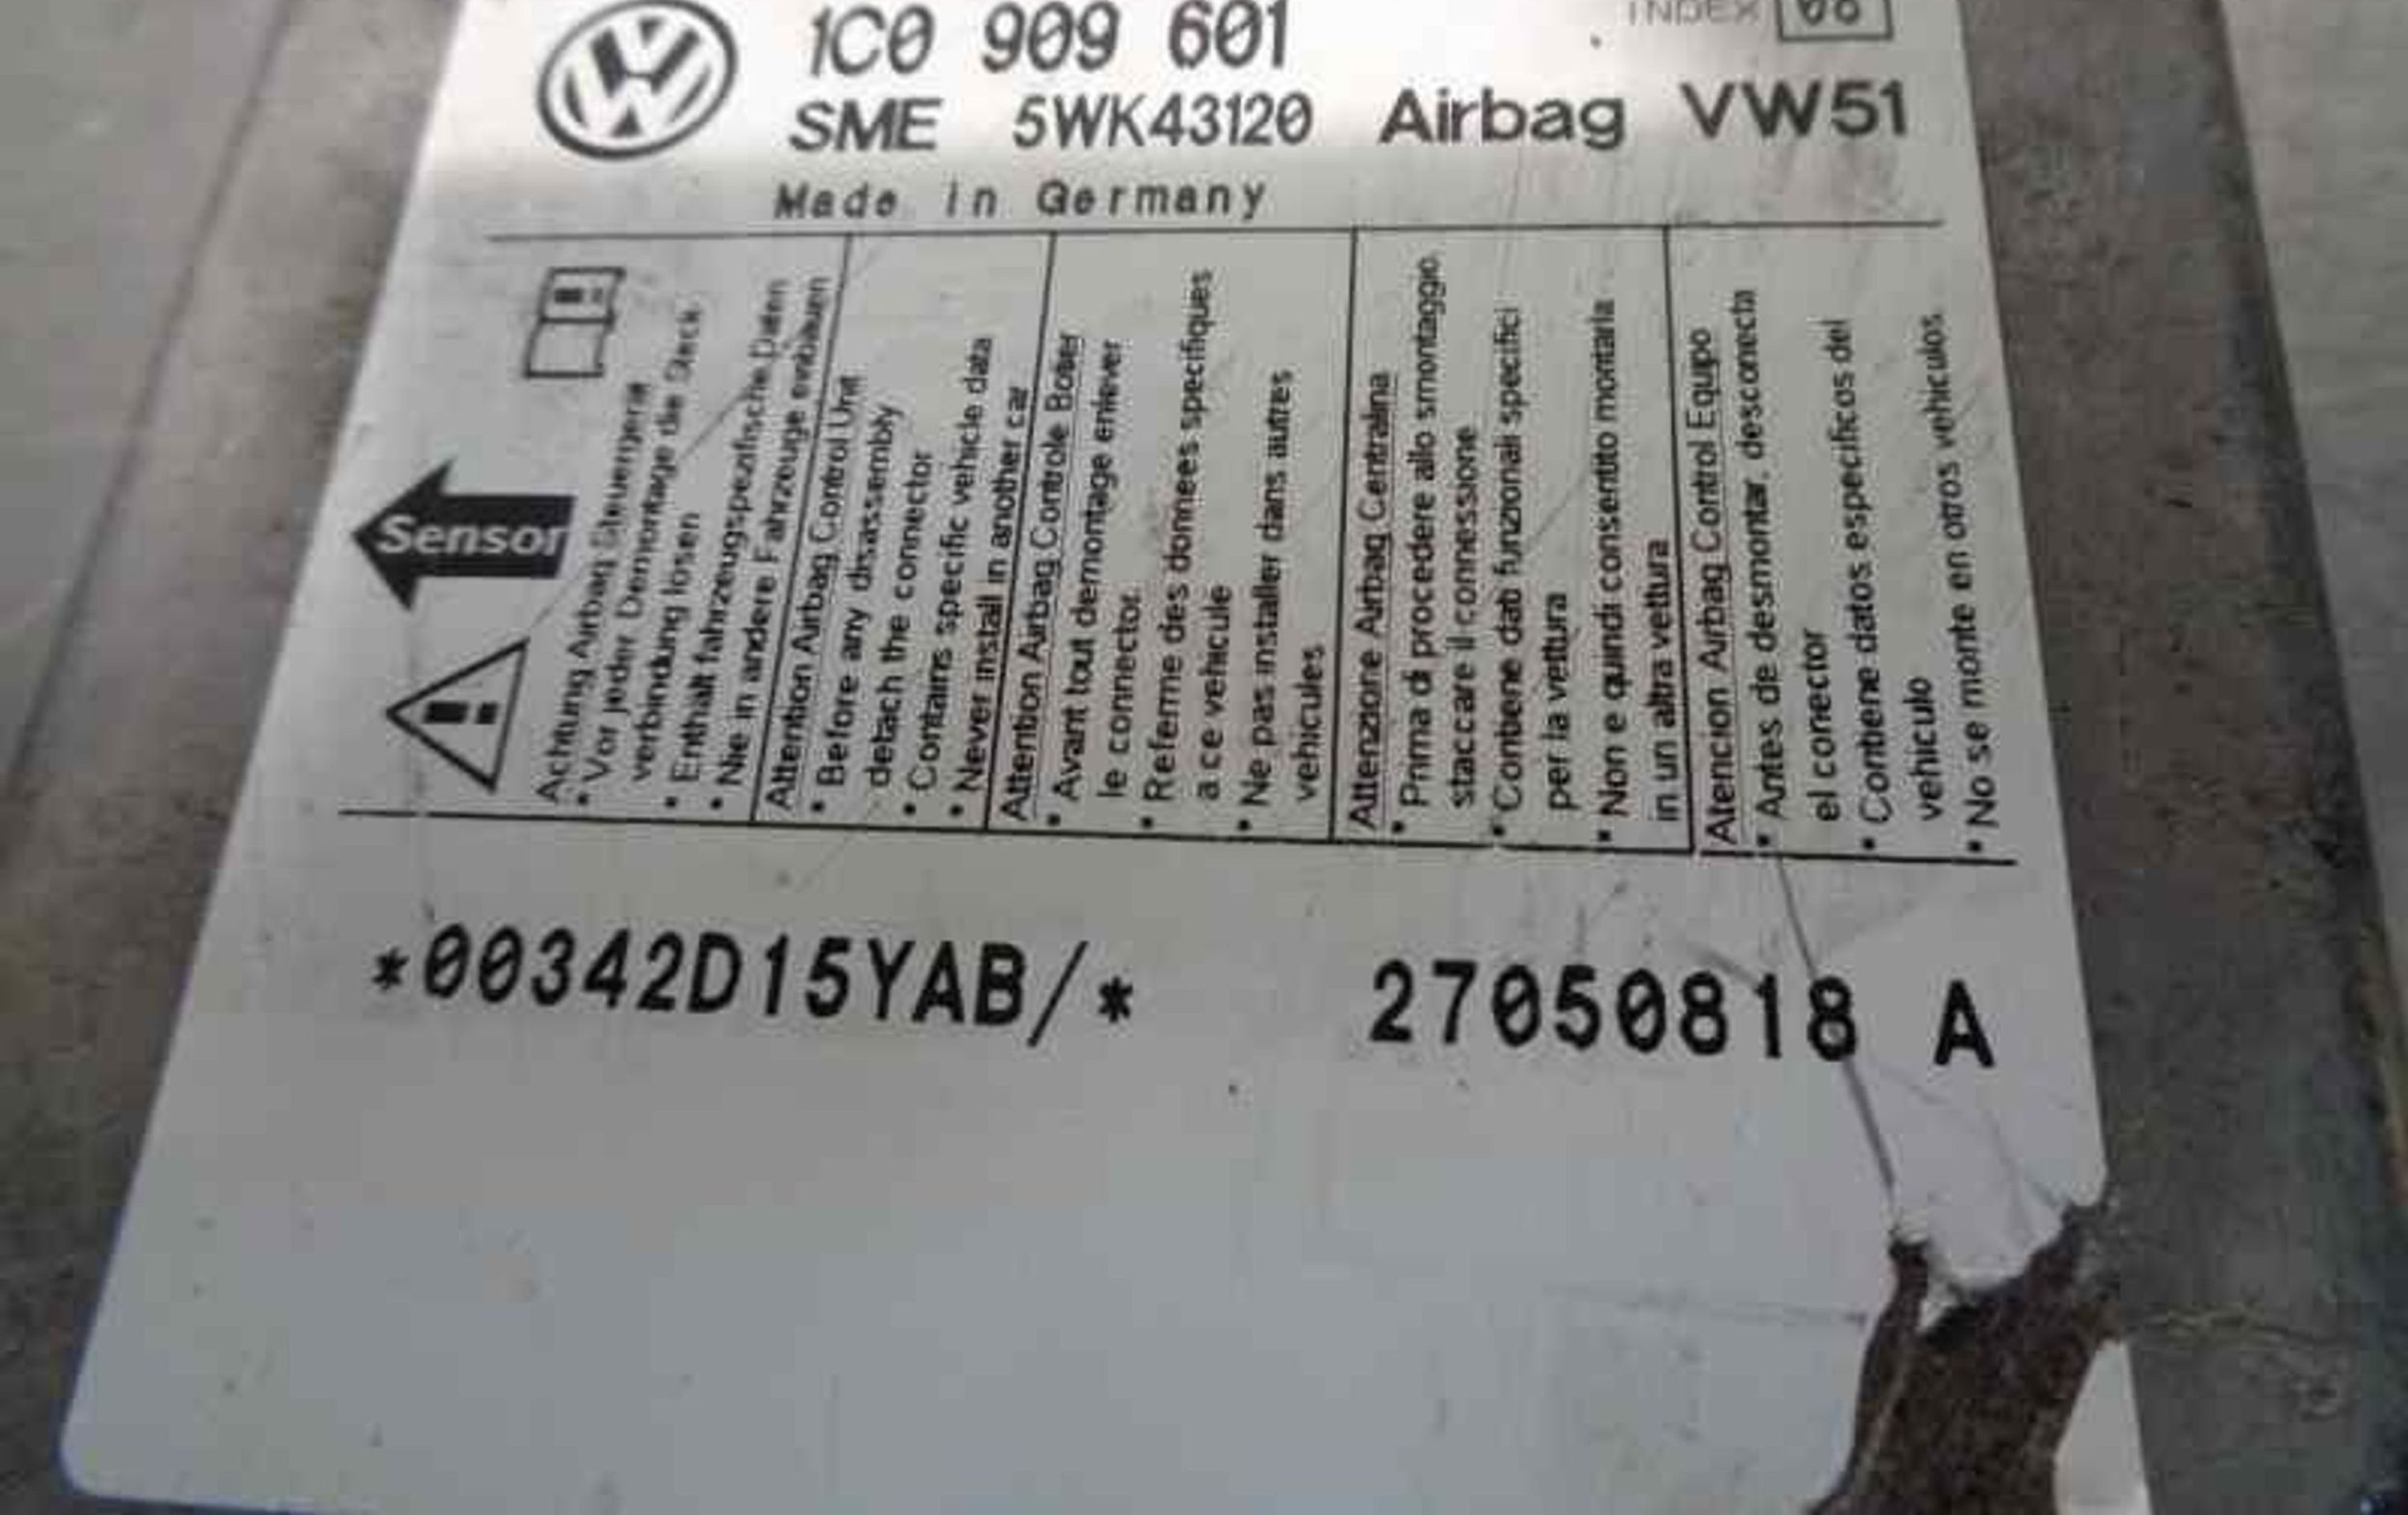 1C0 909 601
INDEX 08
SME 5WK43120 Airbag VW51
Made in Germany
Sensor
Achtung Airbag Steuergerat
• Vor jeder Demontage die Steck-
verbindung losen
• Enthalt fahrzeugspezifische Daten
• Nie in andere Fahrzeuge einbauen
Attention Airbag Control Unit
• Before any disassembly
detach the connector
• Contains specific vehicle data
• Never install in another car
Attention Airbag Controle Boitier
• Avant tout demontage enlever
le connector.
• Referme des donnees specifiques
a ce vehicule
• Ne pas installer dans autres
vehicules
Attenzione Airbag Centralina
• Prima di procedere allo smontaggio,
staccare il connessione
• Contiene dati funzionali specifici
per la vettura
• Non e quindi consentito montarla
in un altra vettura
Atencion Airbag Control Equipo
• Antes de desmontar, desconecta
el conector
• Contiene datos especificos del
vehiculo
• No se monte en otros vehiculos
*00342D15YAB/* 27050818 A